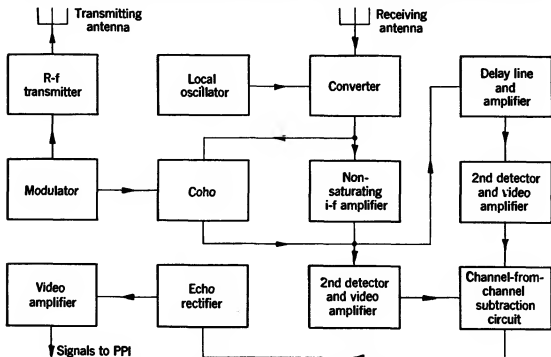 Transmitting
antenna
Receiving
antenna
R-f
transmitter
Local
oscillator
Converter
Delay line
and
amplifier
Modulator
Coho
Non-
saturating
i-f amplifier
2nd detector
and video
amplifier
Video
amplifier
Echo
rectifier
2nd detector
and video
amplifier
Channel-from-
channel
subtraction
circuit
Signals to PPI